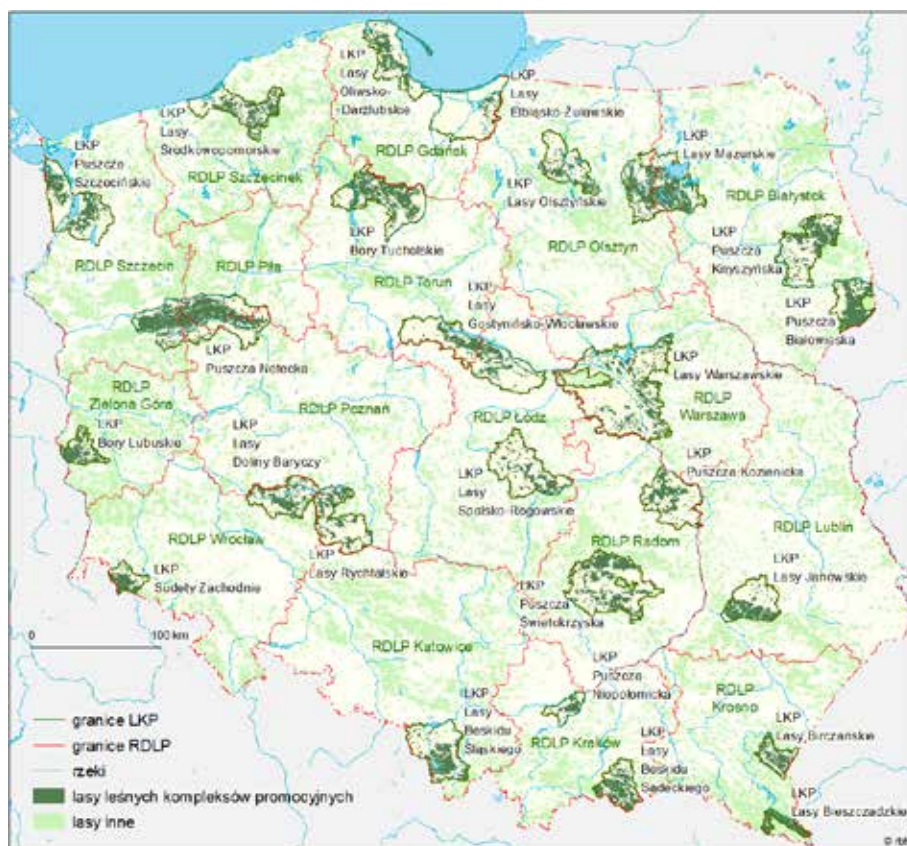 LKP
Lasy
Oliwsko-
Darżlubskie
LKP
Lasy
Elbląsko-Żuławskie
LKP
Lasy
Środkowopomorskie
RDLP Gdańsk
LKP
Puszcze
Szczecińskie
RDLP Szczecinek
LKP
Lasy Mazurskie
LKP
Lasy Olsztyńskie
RDLP Białystok
LKP
Bory Tucholskie
RDLP Olsztyn
LKP
Puszcza
Knyszyńska
RDLP Szczecin
RDLP Piła
RDLP Toruń
LKP
Lasy
Gostynińsko-Włocławskie
LKP
Puszcza
Białowieska
LKP
Puszcza Notecka
LKP
Lasy Warszawskie
RDLP
Zielona Góra
RDLP Poznań
RDLP
Warszawa
RDLP Łódź
LKP
Bory Lubuskie
LKP
Lasy
Doliny Baryczy
LKP
Puszcza Kozienicka
LKP
Lasy
Spalsko-Rogowskie
RDLP Lublin
RDLP Wrocław
LKP
Lasy Rychtalskie
RDLP Radom
LKP
Lasy Janowskie
LKP
Sudety Zachodnie
LKP
Puszcza
Świętokrzyska
0 100 km
RDLP Katowice
LKP
Puszcza
Niepołomicka
RDLP
Krosno
LKP
Lasy
Beskidu
Śląskiego
RDLP Kraków
LKP
Lasy
Beskidu
Sądeckiego
LKP
Lasy Birczańskie
LKP
Lasy Bieszczadzkie
granice LKP
granice RDLP
rzeki
lasy leśnych kompleksów promocyjnych
lasy inne